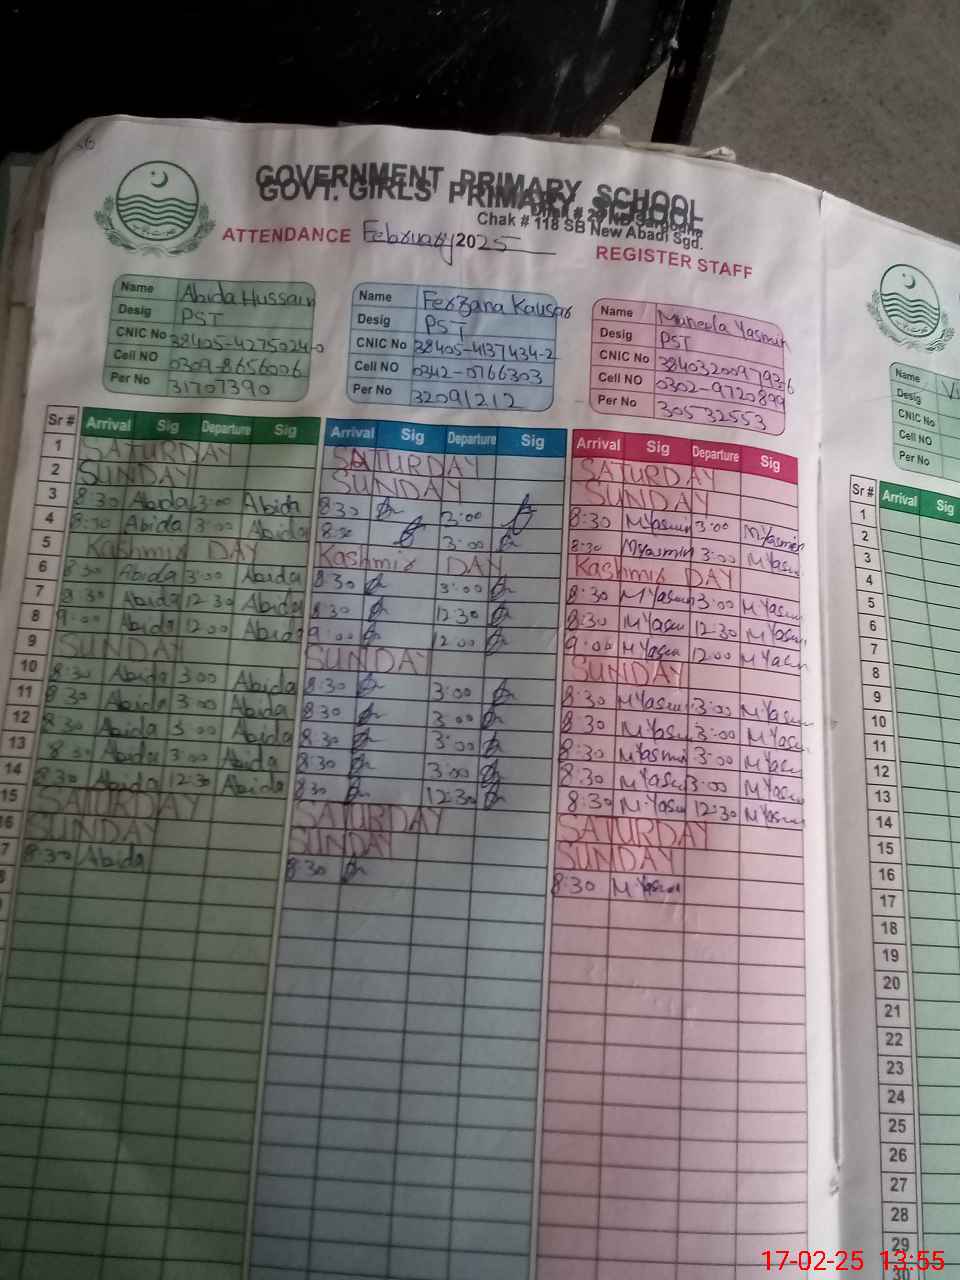 GOVERNMENT PRIMARY SCHOOL
GOVT. GIRLS PRIMARY SCHOOL
Chak # 118 SB New Abadi Sgd.
ATTENDANCE February 2025 REGISTER STAFF
Name Abida Hussain
Desig PST
CNIC No 38405-4275024-0
Cell NO 0309-8656006
Per No 31707390
Name Ferzana Kausar
Desig PST
CNIC No 38405-4137434-2
Cell NO 0342-0766303
Per No 32091212
Name Muneela Yasmin
Desig PST
CNIC No
Cell NO 0302-9720899
Per No 30532553
Sr # Arrival Sig Departure Sig Arrival Sig Departure Sig Arrival Sig Departure Sig
1 SATURDAY SATURDAY SATURDAY
2 SUNDAY SUNDAY SUNDAY
3 8:30 Abida 3:00 Abida 8:30 3:00 8:30 M Yasmin 3:00 M Yasmin
4 8:30 Abida 3:00 Abida 8:30 3:00 8:30 M Yasmin 3:00 M Yasmin
5 Kashmir DAY Kashmir DAY Kashmir DAY
6 8:30 Abida 3:00 Abida 8:30 3:00 8:30 M Yasmin 3:00 M Yasmin
7 8:30 Abida 12:30 Abida 8:30 12:30 8:30 M Yasmin 12:30 M Yasmin
8 9:00 Abida 12:00 Abida 9:00 12:00 9:00 M Yasmin 12:00 M Yasmin
9 SUNDAY SUNDAY SUNDAY
10 8:30 Abida 3:00 Abida 8:30 3:00 8:30 M Yasmin 3:00 M Yasmin
11 8:30 Abida 3:00 Abida 8:30 3:00 8:30 M Yasmin 3:00 M Yasmin
12 8:30 Abida 3:00 Abida 8:30 3:00 8:30 M Yasmin 3:00 M Yasmin
13 8:30 Abida 3:00 Abida 8:30 3:00 8:30 M Yasmin 3:00 M Yasmin
14 8:30 Abida 12:30 Abida 8:30 12:30 8:30 M Yasmin 12:30 M Yasmin
15 SATURDAY SATURDAY SATURDAY
16 SUNDAY SUNDAY SUNDAY
7 8:30 Abida 8:30 8:30 M Yasmin
8
Name
Desig
CNIC No
Cell NO
Per No
Sr # Arrival Sig
1
2
3
4
5
6
7
8
9
10
11
12
13
14
15
16
17
18
19
20
21
22
23
24
25
26
27
28
29
30
17-02-25 13:55